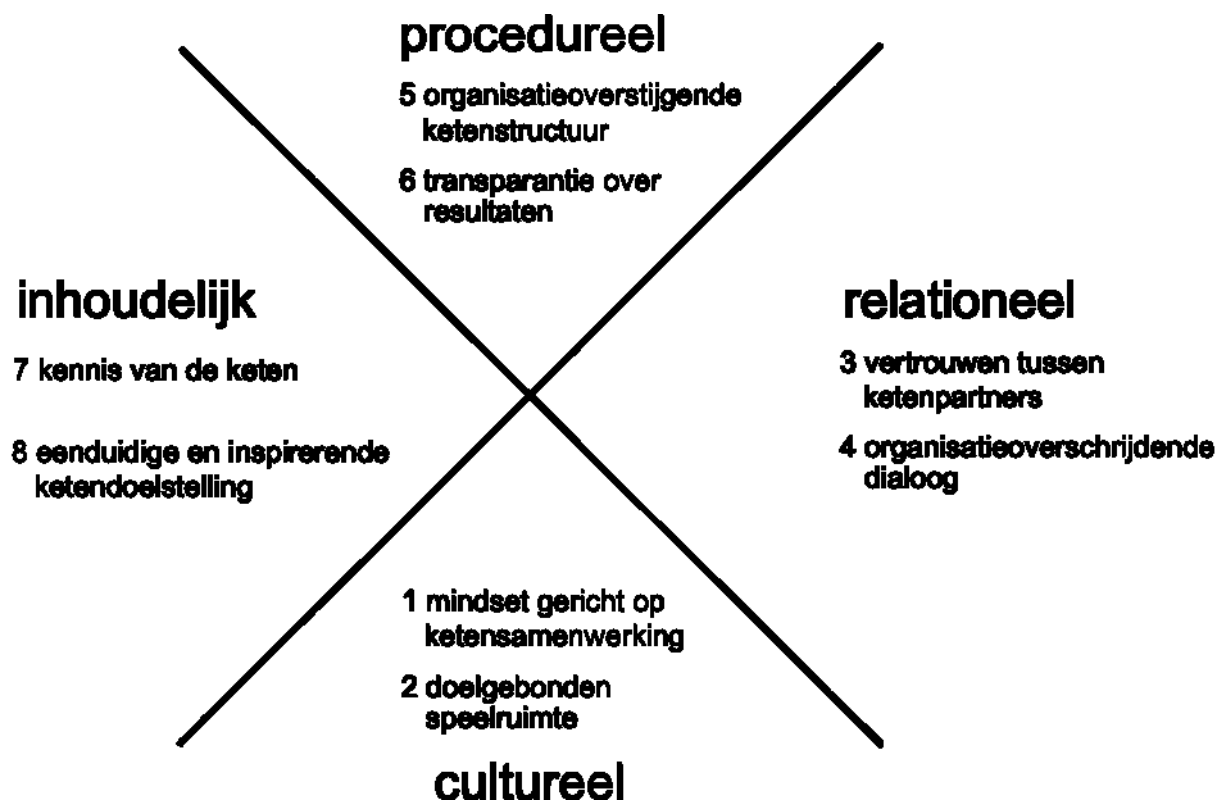 procedureel
5 organisatieoverstijgende
ketenstructuur
6 transparantie over
resultaten
inhoudelijk
7 kennis van de keten
8 eenduidige en inspirerende
ketendoelstelling
relationeel
3 vertrouwen tussen
ketenpartners
4 organisatieoverschrijdende
dialoog
1 mindset gericht op
ketensamenwerking
2 doelgebonden
speelruimte
cultureel